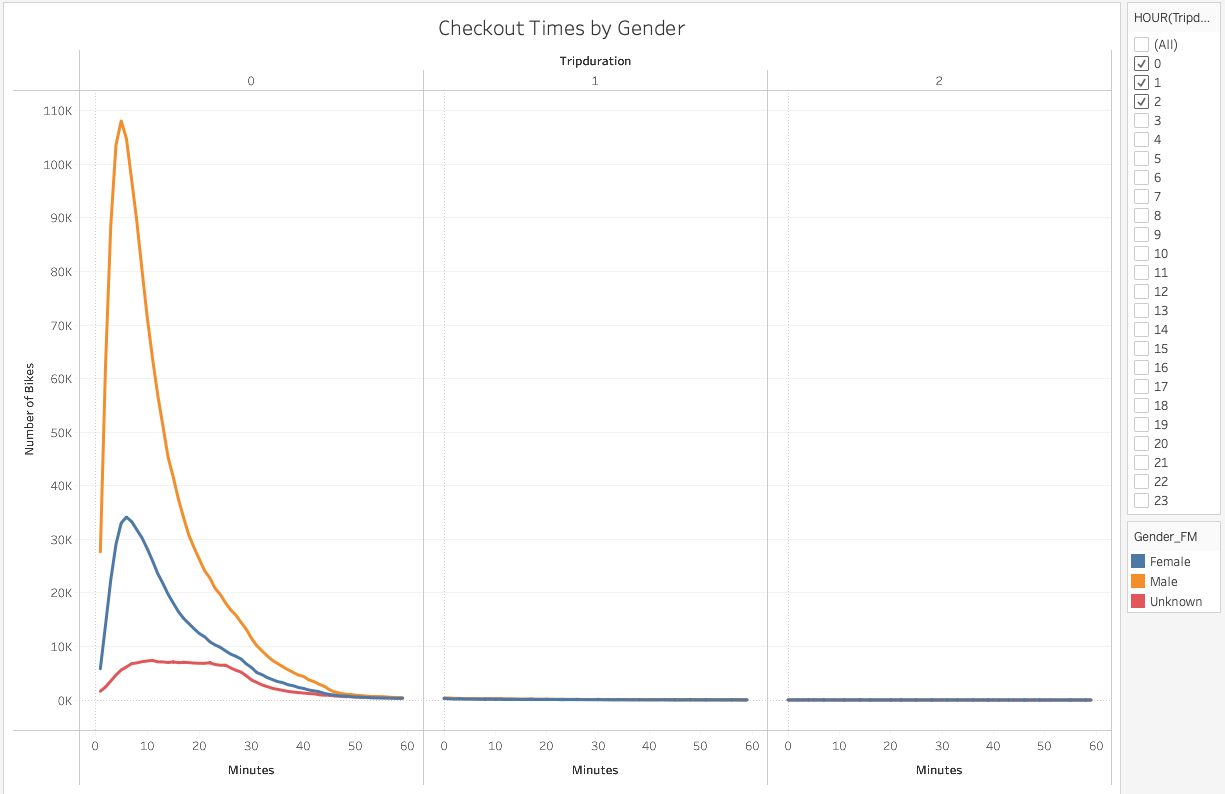 Checkout Times by Gender
Tripduration
0 1 2
110K
100K
90K
80K
70K
60K
50K
40K
30K
20K
10K
0K
Number of Bikes
0 10 20 30 40 50 60 0 10 20 30 40 50 60 0 10 20 30 40 50 60
Minutes Minutes Minutes
HOUR(Tripd...
(All)
0
1
2
3
4
5
6
7
8
9
10
11
12
13
14
15
16
17
18
19
20
21
22
23
Gender_FM
Female
Male
Unknown